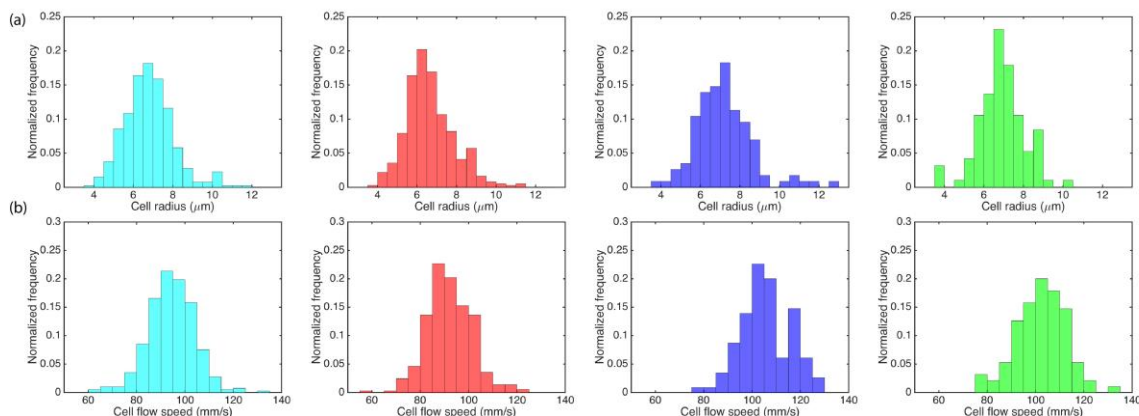 (a)
0.25 0.25 0.25 0.25
0.2 0.2 0.2 0.2
0.15 0.15 0.15 0.15
0.1 0.1 0.1 0.1
0.05 0.05 0.05 0.05
0 0 0 0
Normalized frequency Normalized frequency Normalized frequency Normalized frequency
4 6 8 10 12 4 6 8 10 12 4 6 8 10 12 4 6 8 10 12
Cell radius (μm) Cell radius (μm) Cell radius (μm) Cell radius (μm)
(b)
0.3 0.3 0.3 0.3
0.25 0.25 0.25 0.25
0.2 0.2 0.2 0.2
0.15 0.15 0.15 0.15
0.1 0.1 0.1 0.1
0.05 0.05 0.05 0.05
0 0 0 0
Normalized frequency Normalized frequency Normalized frequency Normalized frequency
60 80 100 120 140 60 80 100 120 140 60 80 100 120 140 60 80 100 120 140
Cell flow speed (mm/s) Cell flow speed (mm/s) Cell flow speed (mm/s) Cell flow speed (mm/s)